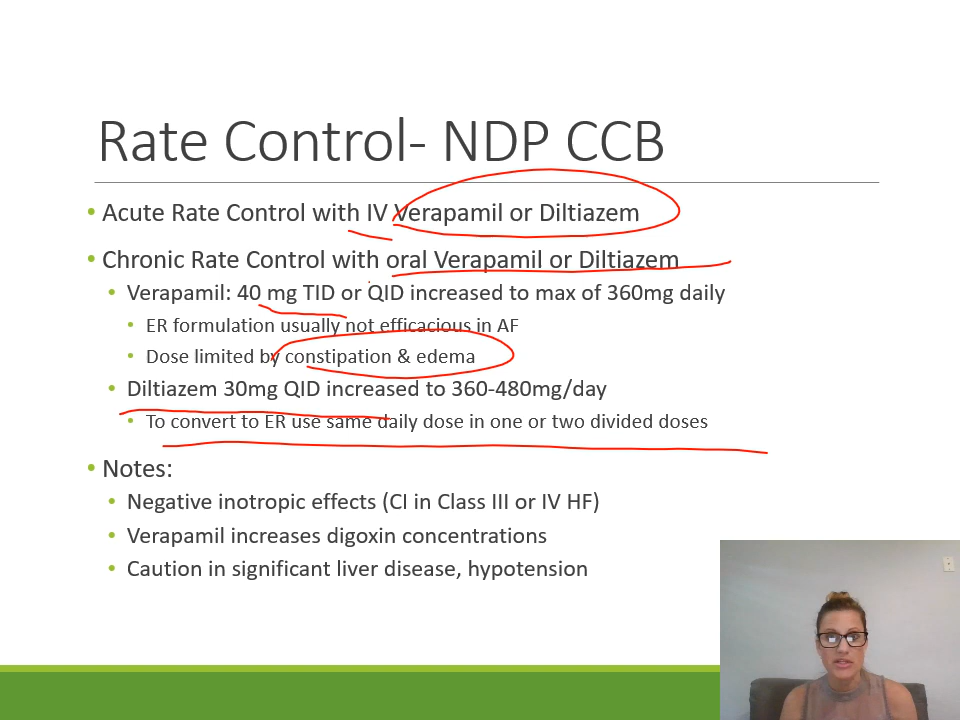 Rate Control- NDP CCB
• Acute Rate Control with IV Verapamil or Diltiazem
• Chronic Rate Control with oral Verapamil or Diltiazem
• Verapamil: 40 mg TID or QID increased to max of 360mg daily
• ER formulation usually not efficacious in AF
• Dose limited by constipation & edema
• Diltiazem 30mg QID increased to 360-480mg/day
• To convert to ER use same daily dose in one or two divided doses
• Notes:
• Negative inotropic effects (CI in Class III or IV HF)
• Verapamil increases digoxin concentrations
• Caution in significant liver disease, hypotension